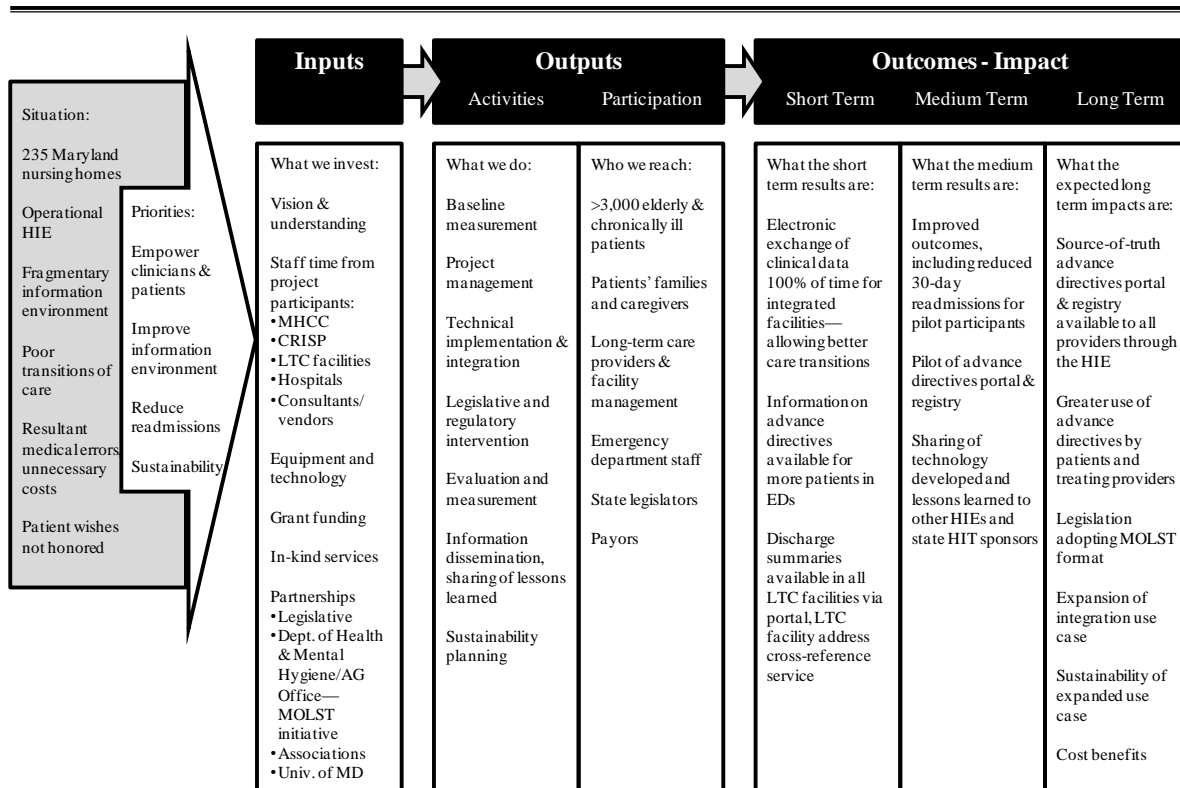 Situation:
235 Maryland
nursing homes
Operational
HIE
Fragmentary
information
environment
Poor
transitions of
care
Resultant
medical errors,
unnecessary
costs
Patient wishes
not honored
Priorities:
Empower
clinicians &
patients
Improve
information
environment
Reduce
readmissions
Sustainability
Inputs
What we invest:
Vision &
understanding
Staff time from
project
participants:
• MHCC
• CRISP
• LTC facilities
• Hospitals
• Consultants/
vendors
Equipment and
technology
Grant funding
In-kind services
Partnerships
• Legislative
• Dept. of Health
& Mental
Hygiene/AG
Office—
MOLST
initiative
• Associations
• Univ. of MD
Outputs
Activities
What we do:
Baseline
measurement
Project
management
Technical
implementation &
integration
Legislative and
regulatory
intervention
Evaluation and
measurement
Information
dissemination,
sharing of lessons
learned
Sustainability
planning
Participation
Who we reach:
>3,000 elderly &
chronically ill
patients
Patients' families
and caregivers
Long-term care
providers &
facility
management
Emergency
department staff
State legislators
Payors
Outcomes - Impact
Short Term
What the short
term results are:
Electronic
exchange of
clinical data
100% of time for
integrated
facilities—
allowing better
care transitions
Information on
advance
directives
available for
more patients in
EDs
Discharge
summaries
available in all
LTC facilities via
portal, LTC
facility address
cross-reference
service
Medium Term
What the medium
term results are:
Improved
outcomes,
including reduced
30-day
readmissions for
pilot participants
Pilot of advance
directives portal &
registry
Sharing of
technology
developed and
lessons learned to
other HIEs and
state HIT sponsors
Long Term
What the
expected long
term impacts are:
Source-of-truth
advance
directives portal
& registry
available to all
providers through
the HIE
Greater use of
advance
directives by
patients and
treating providers
Legislation
adopting MOLST
format
Expansion of
integration use
case
Sustainability of
expanded use
case
Cost benefits